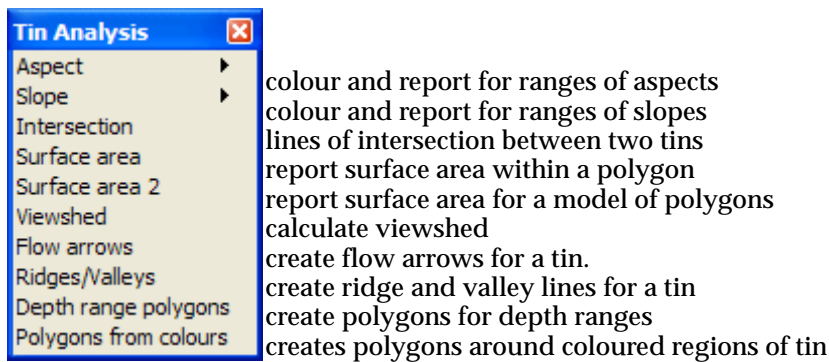 Tin Analysis
Aspect colour and report for ranges of aspects
Slope colour and report for ranges of slopes
Intersection lines of intersection between two tins
Surface area report surface area within a polygon
Surface area 2 report surface area for a model of polygons
Viewshed calculate viewshed
Flow arrows create flow arrows for a tin.
Ridges/Valleys create ridge and valley lines for a tin
Depth range polygons create polygons for depth ranges
Polygons from colours creates polygons around coloured regions of tin